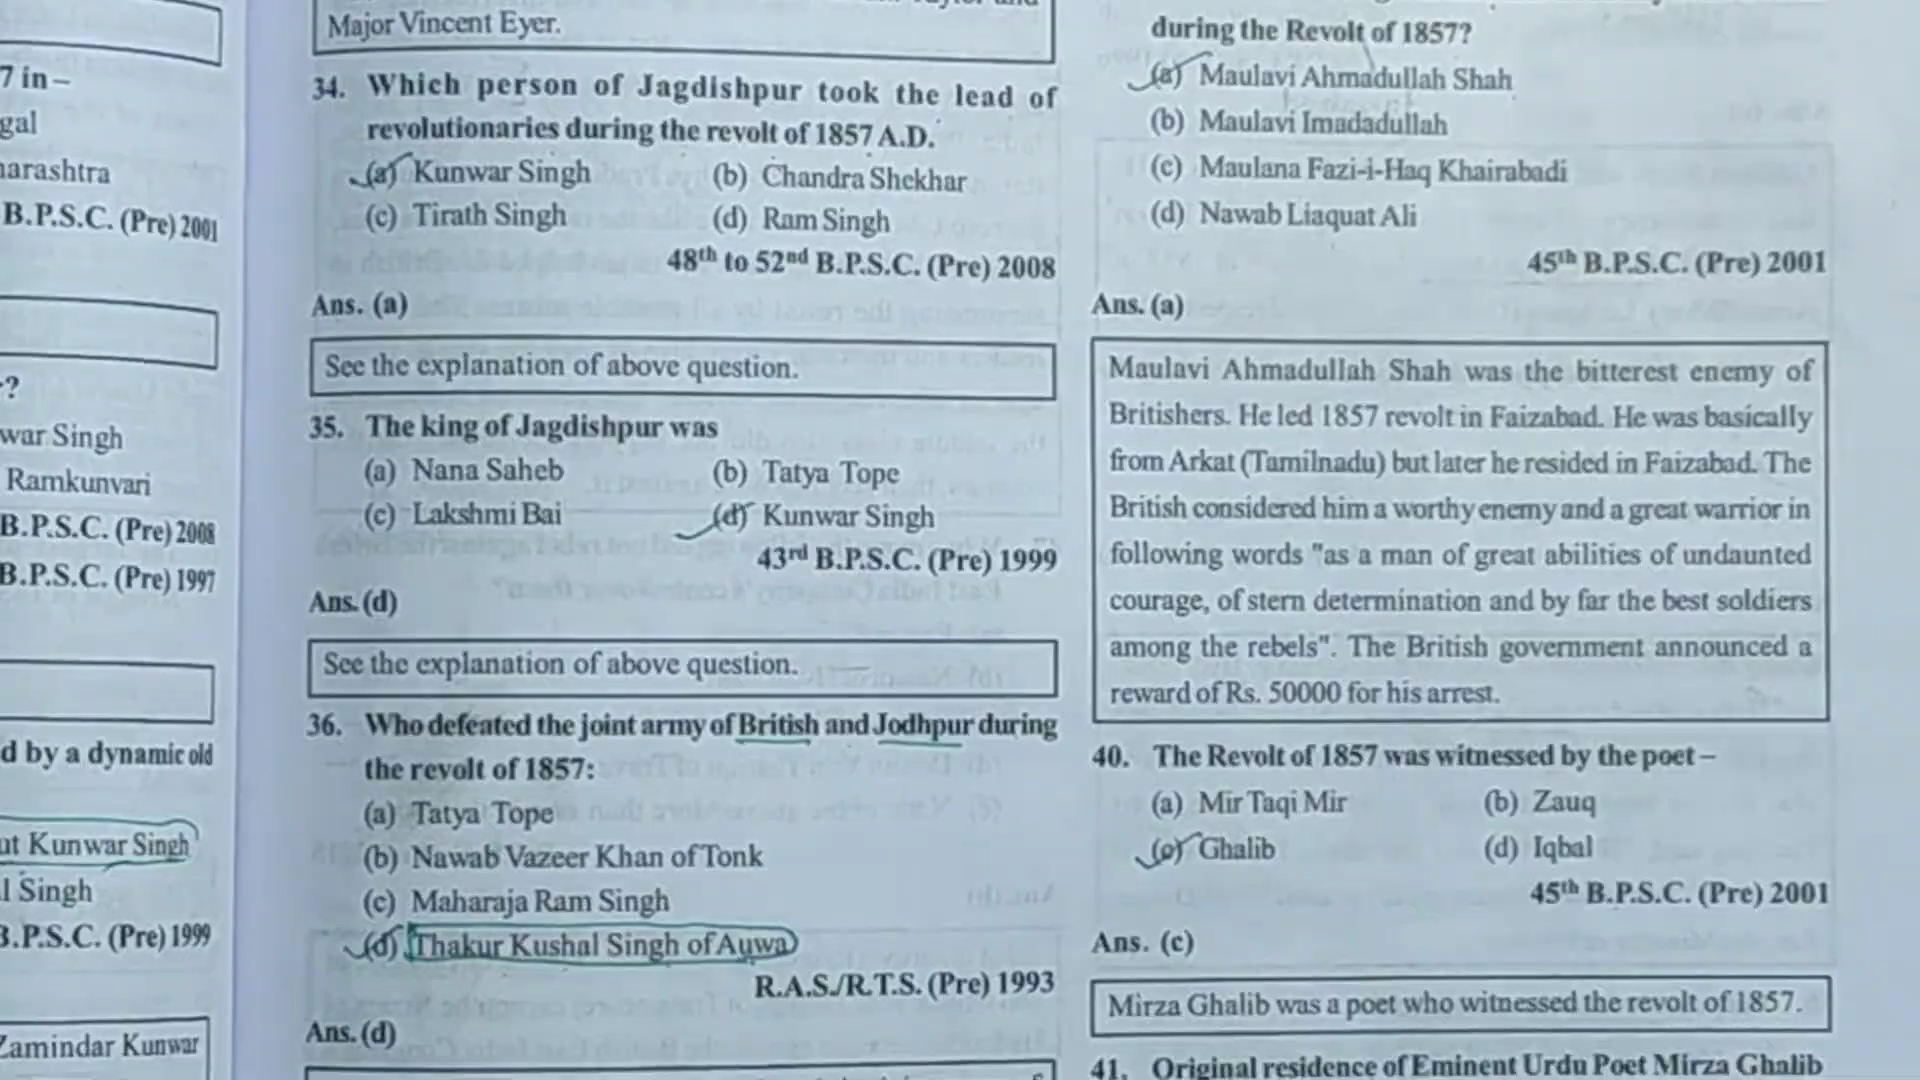 7 in –
gal
harashtra
B.P.S.C. (Pre) 2001
?
war Singh
Ramkunvari
B.P.S.C. (Pre) 2008
B.P.S.C. (Pre) 1997
d by a dynamic old
Kunwar Singh
Singh
B.P.S.C. (Pre) 1999
Zamindar Kunwar
Major Vincent Eyer.
34. Which person of Jagdishpur took the lead of
revolutionaries during the revolt of 1857 A.D.
(a) Kunwar Singh (b) Chandra Shekhar
(c) Tirath Singh (d) Ram Singh
48th to 52nd B.P.S.C. (Pre) 2008
Ans. (a)
See the explanation of above question.
35. The king of Jagdishpur was
(a) Nana Saheb (b) Tatya Tope
(c) Lakshmi Bai (d) Kunwar Singh
43rd B.P.S.C. (Pre) 1999
Ans. (d)
See the explanation of above question.
36. Who defeated the joint army of British and Jodhpur during
the revolt of 1857:
(a) Tatya Tope
(b) Nawab Vazeer Khan of Tonk
(c) Maharaja Ram Singh
(d) Thakur Kushal Singh of Auwa
R.A.S./R.T.S. (Pre) 1993
Ans. (d)
during the Revolt of 1857?
(a) Maulavi Ahmadullah Shah
(b) Maulavi Imadadullah
(c) Maulana Fazi-i-Haq Khairabadi
(d) Nawab Liaquat Ali
45th B.P.S.C. (Pre) 2001
Ans. (a)
Maulavi Ahmadullah Shah was the bitterest enemy of
Britishers. He led 1857 revolt in Faizabad. He was basically
from Arkat (Tamilnadu) but later he resided in Faizabad. The
British considered him a worthy enemy and a great warrior in
following words "as a man of great abilities of undaunted
courage, of stern determination and by far the best soldiers
among the rebels". The British government announced a
reward of Rs. 50000 for his arrest.
40. The Revolt of 1857 was witnessed by the poet –
(a) Mir Taqi Mir (b) Zauq
(c) Ghalib (d) Iqbal
45th B.P.S.C. (Pre) 2001
Ans. (c)
Mirza Ghalib was a poet who witnessed the revolt of 1857.
41. Original residence of Eminent Urdu Poet Mirza Ghalib